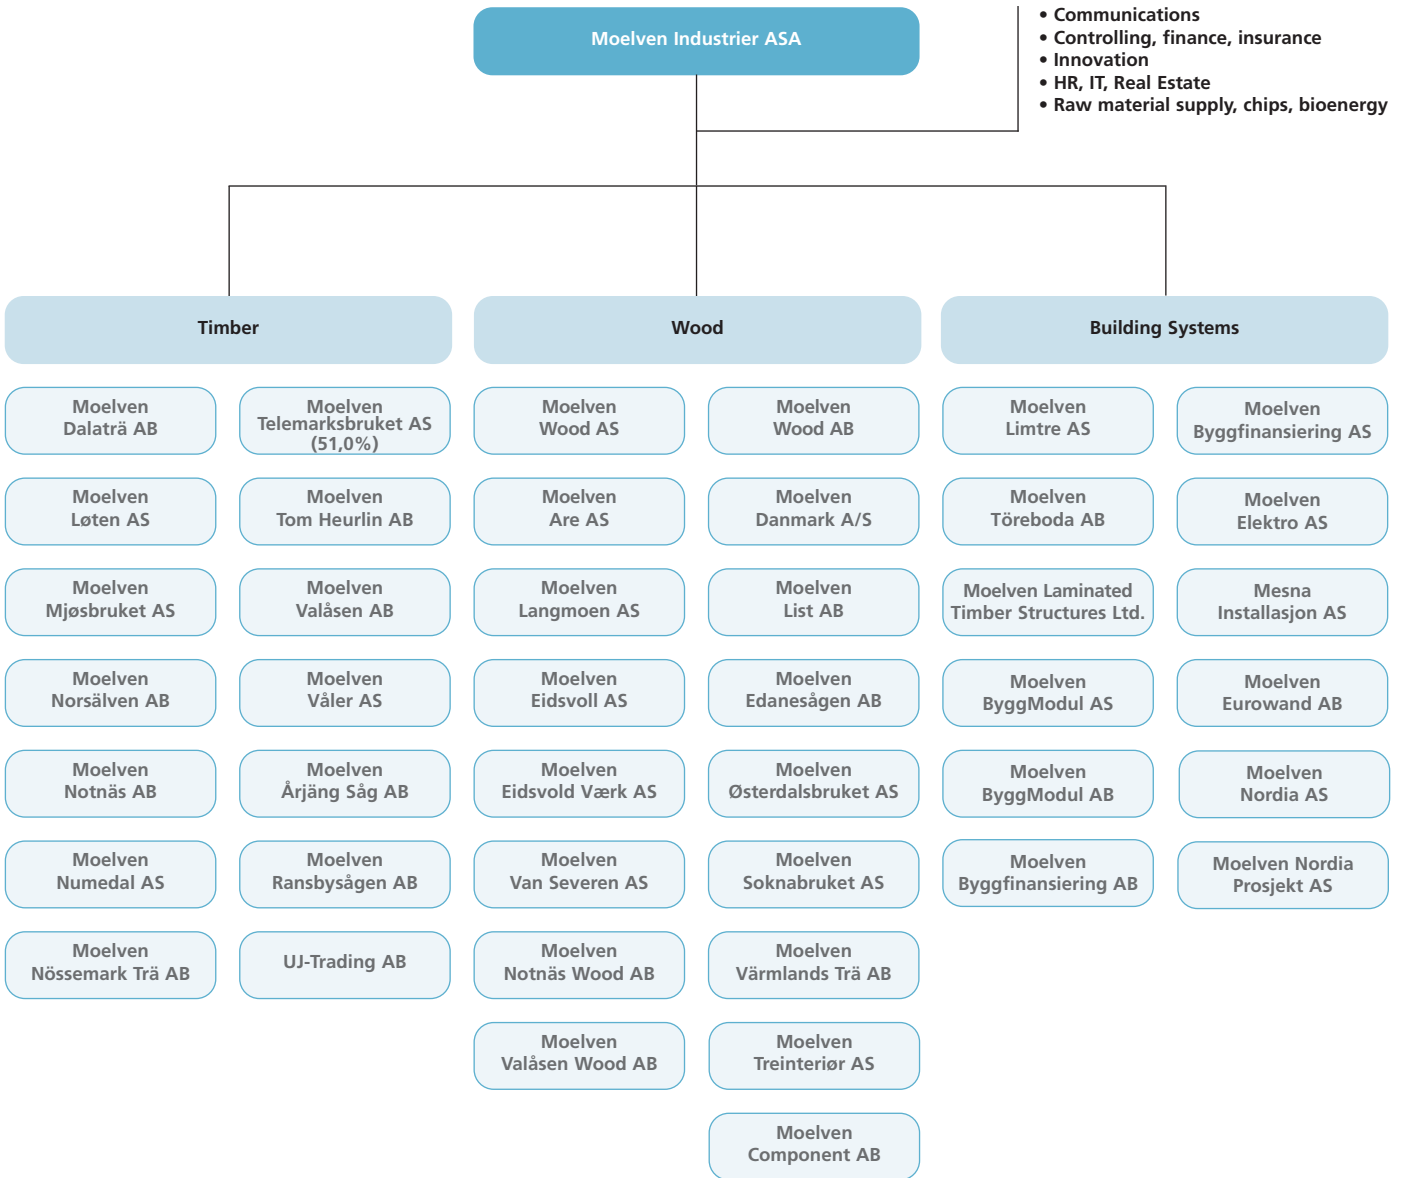 Moelven Industrier ASA
• Communications
• Controlling, finance, insurance
• Innovation
• HR, IT, Real Estate
• Raw material supply, chips, bioenergy
Timber
Moelven
Dalaträ AB
Moelven
Løten AS
Moelven
Mjøsbruket AS
Moelven
Norsälven AB
Moelven
Notnäs AB
Moelven
Numedal AS
Moelven
Nössemark Trä AB
Moelven
Telemarksbruket AS
(51,0%)
Moelven
Tom Heurlin AB
Moelven
Valåsen AB
Moelven
Våler AS
Moelven
Årjäng Såg AB
Moelven
Ransbysågen AB
UJ-Trading AB
Wood
Moelven
Wood AS
Moelven
Are AS
Moelven
Langmoen AS
Moelven
Eidsvoll AS
Moelven
Eidsvold Værk AS
Moelven
Van Severen AS
Moelven
Notnäs Wood AB
Moelven
Valåsen Wood AB
Moelven
Wood AB
Moelven
Danmark A/S
Moelven
List AB
Moelven
Edanesågen AB
Moelven
Østerdalsbruket AS
Moelven
Soknabruket AS
Moelven
Värmlands Trä AB
Moelven
Treinteriør AS
Moelven
Component AB
Building Systems
Moelven
Limtre AS
Moelven
Töreboda AB
Moelven Laminated
Timber Structures Ltd.
Moelven
ByggModul AS
Moelven
ByggModul AB
Moelven
Byggfinansiering AB
Moelven
Byggfinansiering AS
Moelven
Elektro AS
Mesna
Installasjon AS
Moelven
Eurowand AB
Moelven
Nordia AS
Moelven Nordia
Prosjekt AS